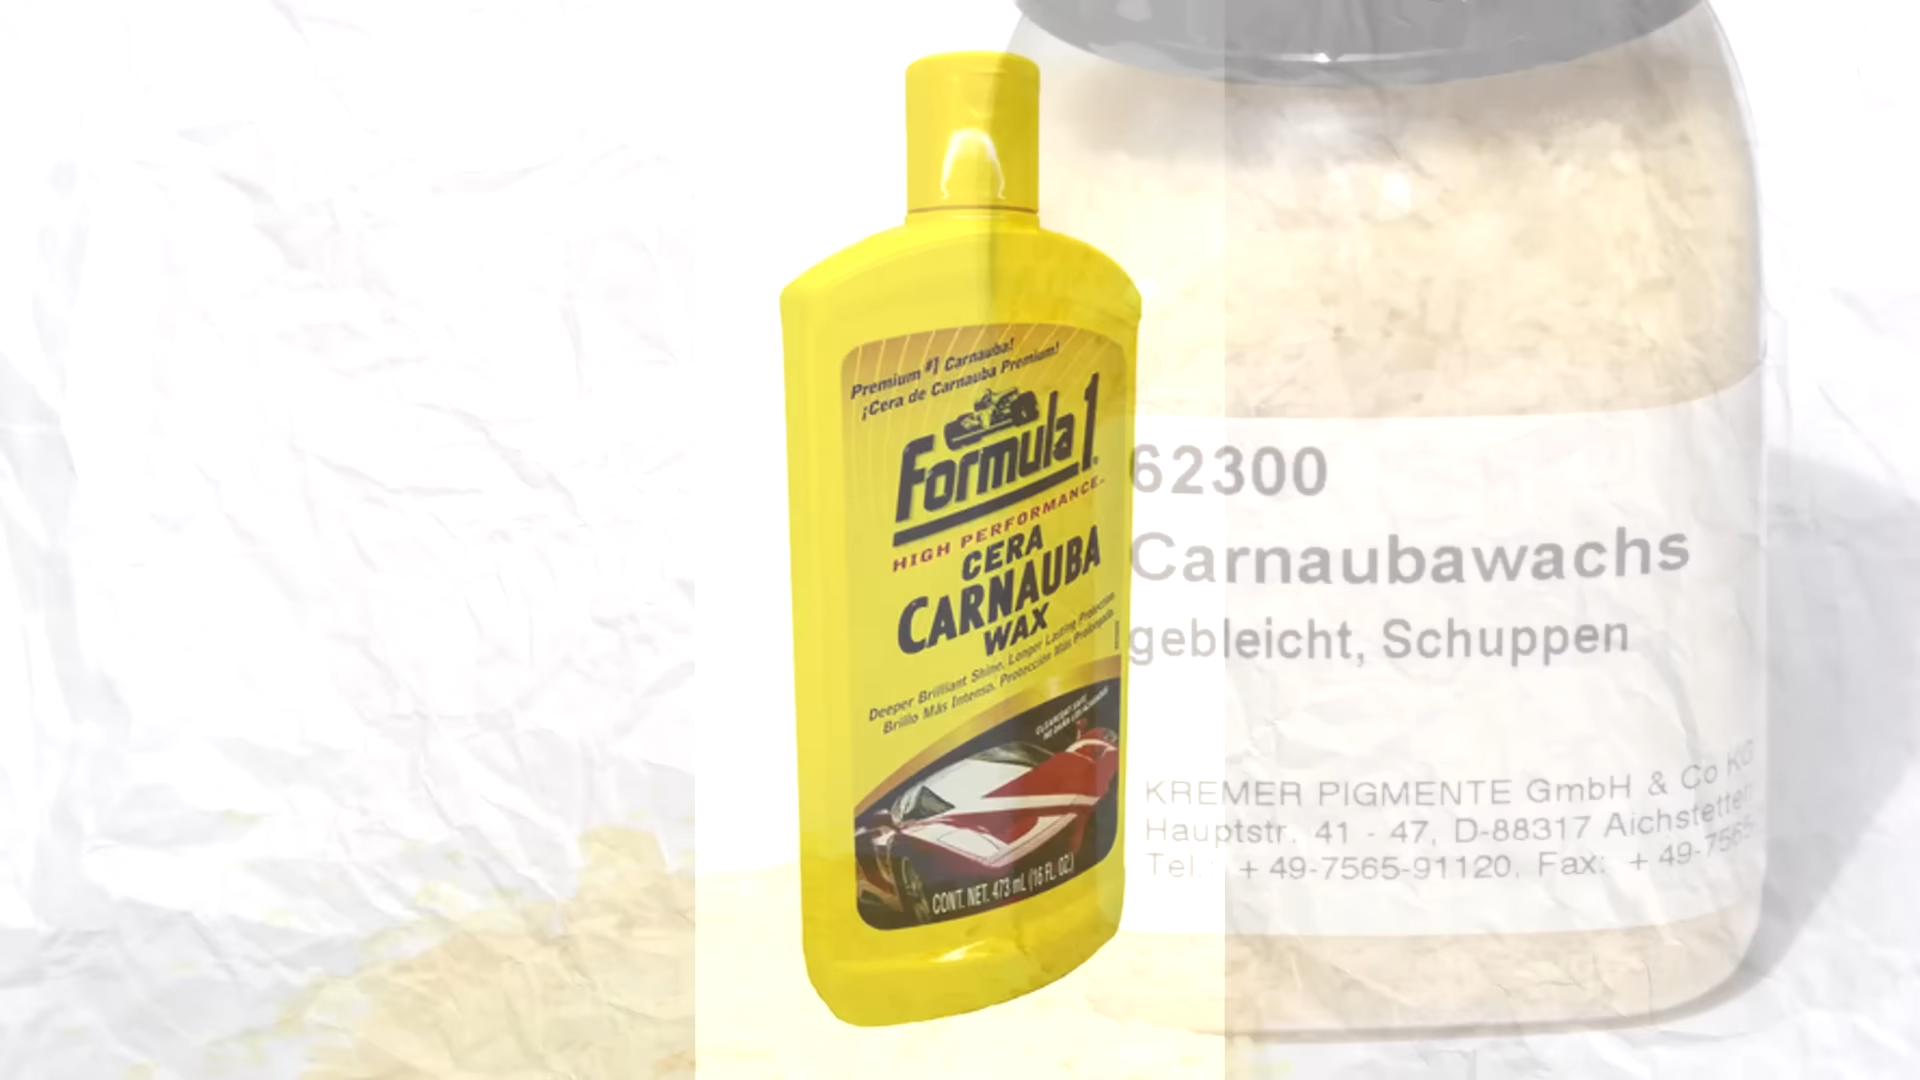 Premium #1 Carnauba!
¡Cera de Carnauba Premium!
Formula 1
HIGH PERFORMANCE
CERA
CARNAUBA
WAX
Deeper Brilliant Shine, Longer Lasting Protection
Brillo Más Intenso, Protección Más Prolongada
CONT. NET. 473 mL (16 FL. OZ.)
62300
Carnaubawachs
gebleicht, Schuppen
KREMER PIGMENTE GmbH & Co KG
Hauptstr. 41 - 47, D-88317 Aichstetten
Tel.: + 49-7565-91120, Fax: + 49-7565-